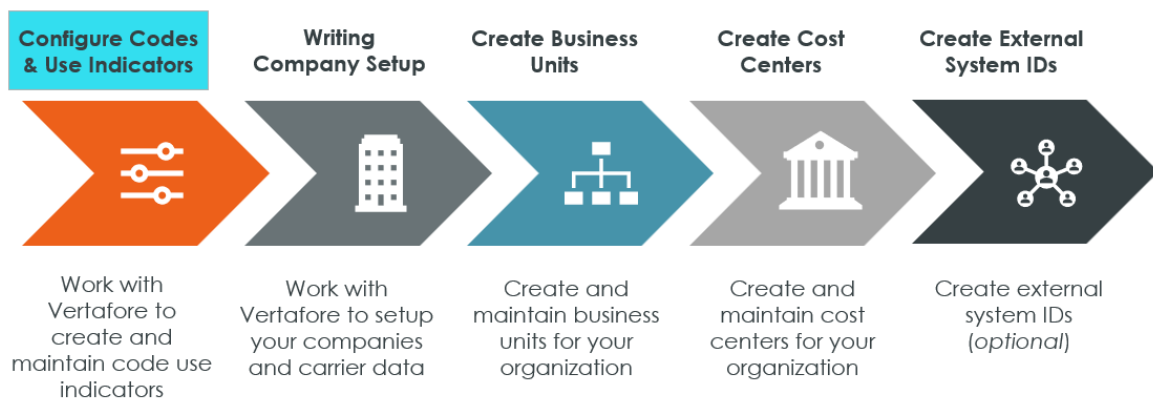 Configure Codes
& Use Indicators
Writing
Company Setup
Create Business
Units
Create Cost
Centers
Create External
System IDs
Work with
Vertafore to
create and
maintain code use
indicators
Work with
Vertafore to setup
your companies
and carrier data
Create and
maintain business
units for your
organization
Create and
maintain cost
centers for your
organization
Create external
system IDs
(optional)